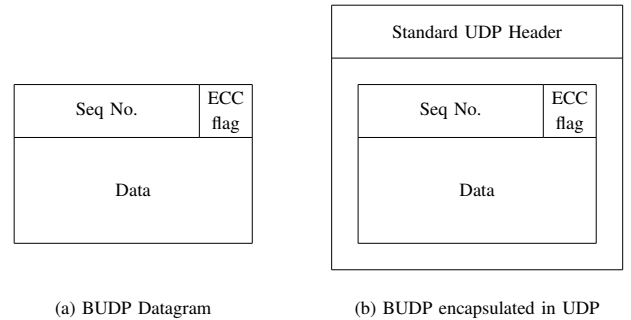 Standard UDP Header
Seq No.
ECC
flag
Data
Seq No.
ECC
flag
Data
(a) BUDP Datagram
(b) BUDP encapsulated in UDP